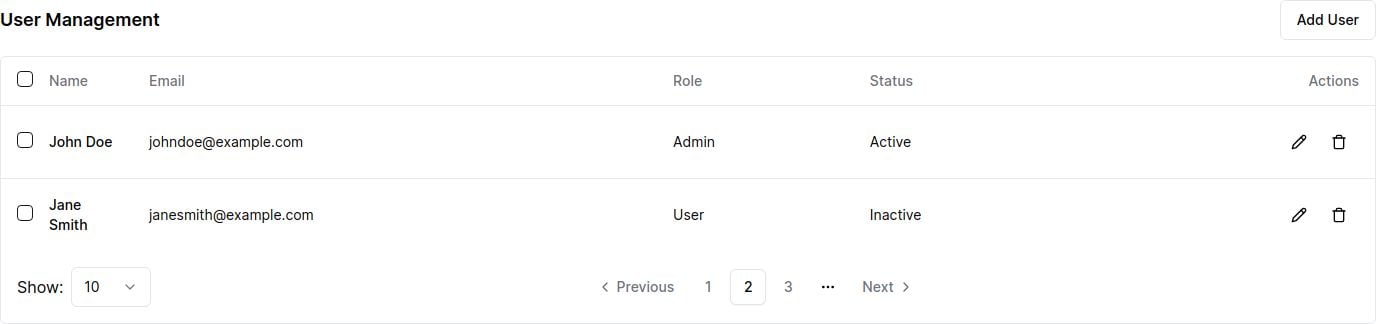 User Management
Add User
Name Email Role Status Actions
John Doe johndoe@example.com Admin Active
Jane
Smith
janesmith@example.com User Inactive
Show: 10 Previous 1 2 3 ... Next